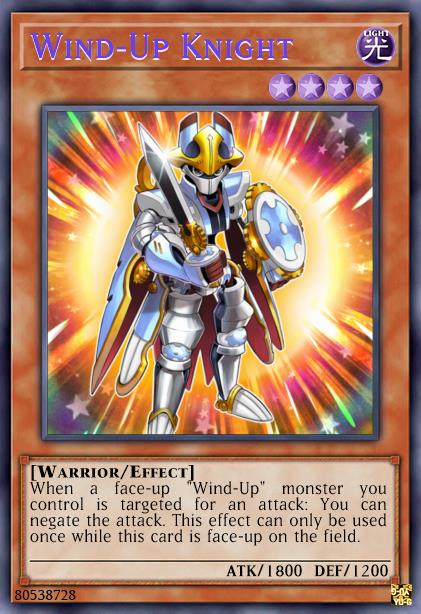 Wind-Up Knight
LIGHT
光
[Warrior/Effect]
When a face-up "Wind-Up" monster you
control is targeted for an attack: You can
negate the attack. This effect can only be used
once while this card is face-up on the field.
ATK/1800 DEF/1200
80538728